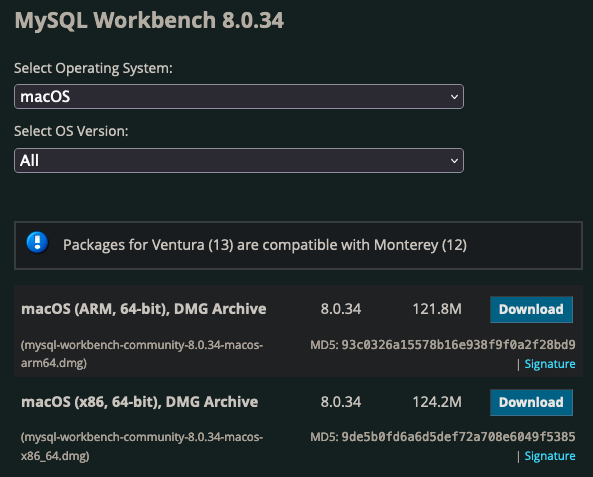 MySQL Workbench 8.0.34
Select Operating System:
macOS
Select OS Version:
All
Packages for Ventura (13) are compatible with Monterey (12)
macOS (ARM, 64-bit), DMG Archive 8.0.34 121.8M Download
(mysql-workbench-community-8.0.34-macos- MD5: 93c0326a15578b16e938f9f0a2f28bd9
arm64.dmg) | Signature
macOS (x86, 64-bit), DMG Archive 8.0.34 124.2M Download
(mysql-workbench-community-8.0.34-macos- MD5: 9de5b0fd6a6d5def72a708e6049f5385
x86_64.dmg) | Signature